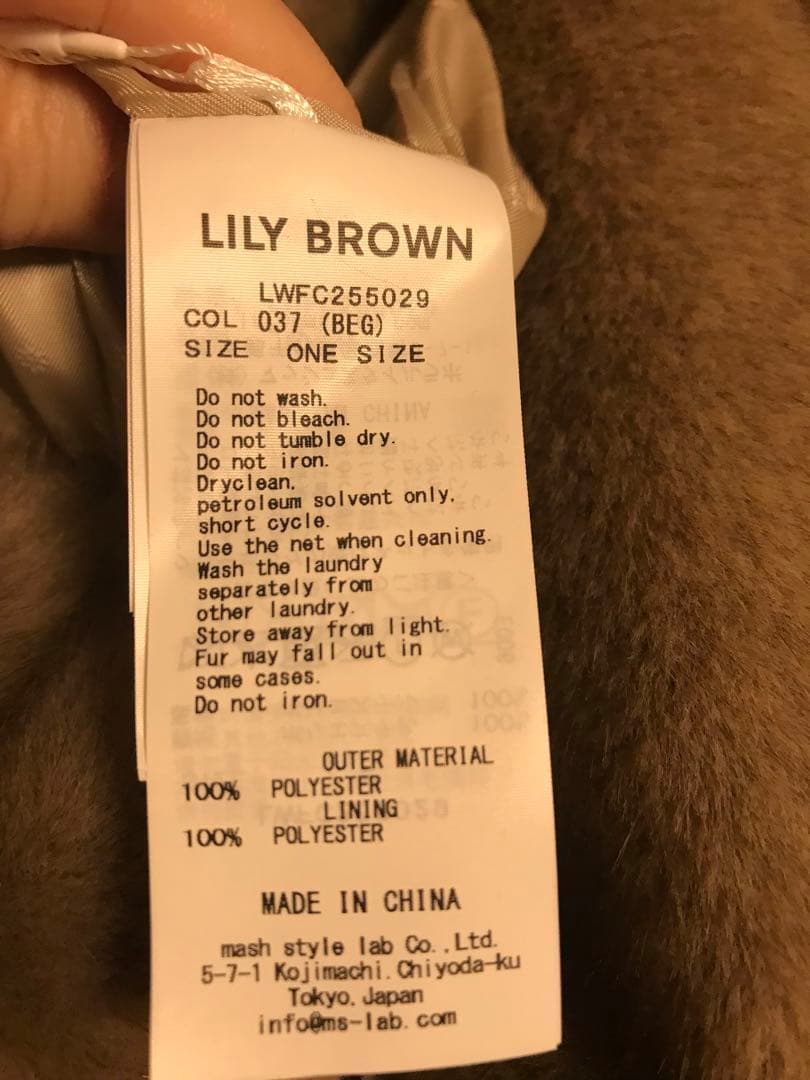 LILY BROWN
LWFC255029
COL 037 (BEG)
SIZE ONE SIZE
Do not wash.
Do not bleach.
Do not tumble dry.
Do not iron.
Dryclean,
petroleum solvent only,
short cycle.
Use the net when cleaning.
Wash the laundry
separately from
other laundry.
Store away from light.
Fur may fall out in
some cases.
Do not iron.
OUTER MATERIAL
100% POLYESTER
LINING
100% POLYESTER
MADE IN CHINA
mash style lab Co.,Ltd.
5-7-1 Kojimachi.Chiyoda-ku
Tokyo,Japan
info@ms-lab.com